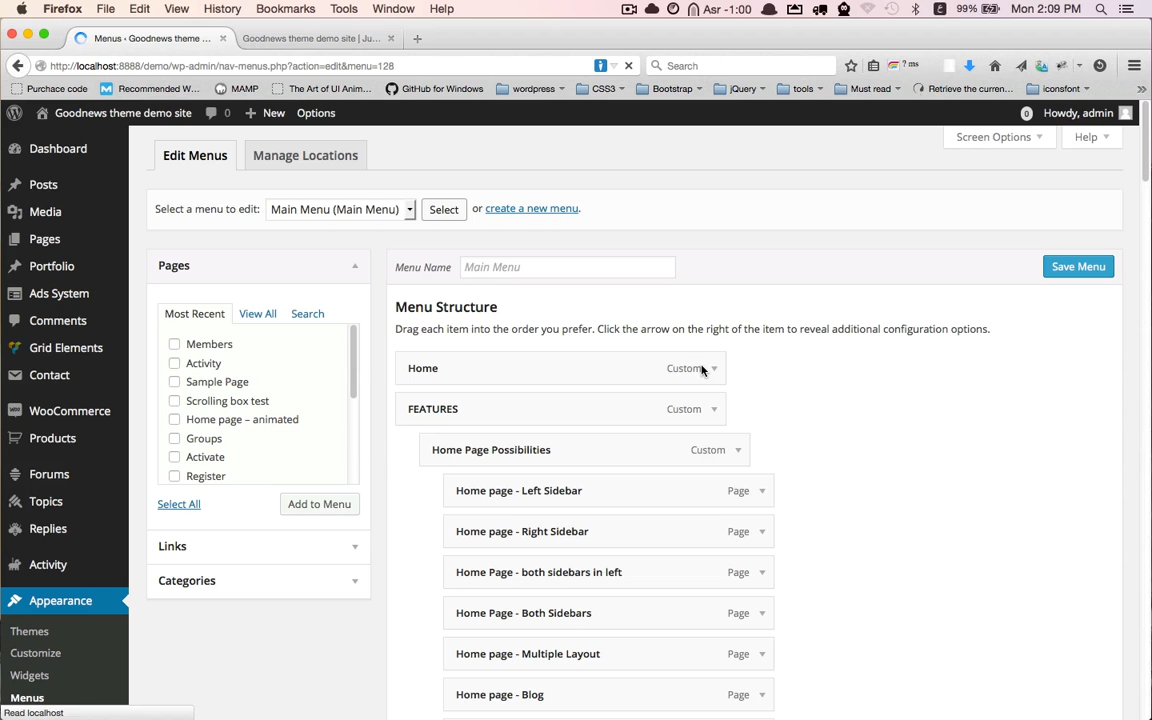 Firefox File Edit View History Bookmarks Tools Window Help Asr -1:00 99% Mon 2:09 PM
Menus ‹ Goodnews theme ... Goodnews theme demo site | Ju...
http://localhost:8888/demo/wp-admin/nav-menus.php?action=edit&menu=128 Search
Purchace code Recommended W... MAMP The Art of UI Anim... GitHub for Windows wordpress CSS3 Bootstrap jQuery tools Must read Retrieve the curren... iconsfont
Goodnews theme demo site 0 New Options 0 Howdy, admin
Dashboard
Posts
Media
Pages
Portfolio
Ads System
Comments
Grid Elements
Contact
WooCommerce
Products
Forums
Topics
Replies
Activity
Appearance
Themes
Customize
Widgets
Menus
Read localhost
Screen Options Help
Edit Menus Manage Locations
Select a menu to edit: Main Menu (Main Menu) Select or create a new menu.
Pages
Most Recent View All Search
Members
Activity
Sample Page
Scrolling box test
Home page – animated
Groups
Activate
Register
Select All Add to Menu
Links
Categories
Menu Name Main Menu Save Menu
Menu Structure
Drag each item into the order you prefer. Click the arrow on the right of the item to reveal additional configuration options.
Home Custom
FEATURES Custom
Home Page Possibilities Custom
Home page - Left Sidebar Page
Home page - Right Sidebar Page
Home Page - both sidebars in left Page
Home Page - Both Sidebars Page
Home page - Multiple Layout Page
Home page - Blog Page